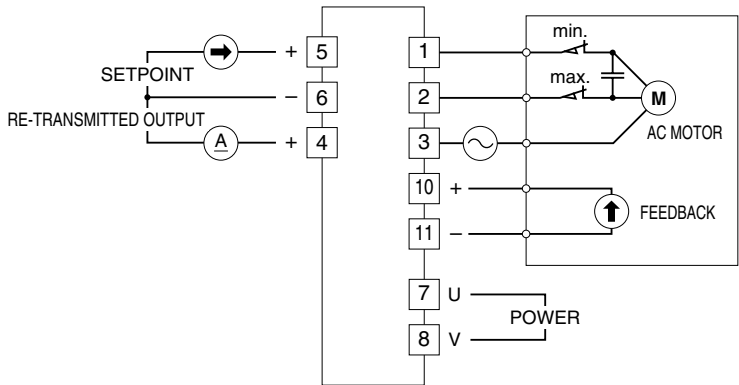 + 5
SETPOINT
– 6
RE-TRANSMITTED OUTPUT
A + 4
1 min.
2 max.
M
AC MOTOR
3
10 +
FEEDBACK
11 –
7 U
POWER
8 V